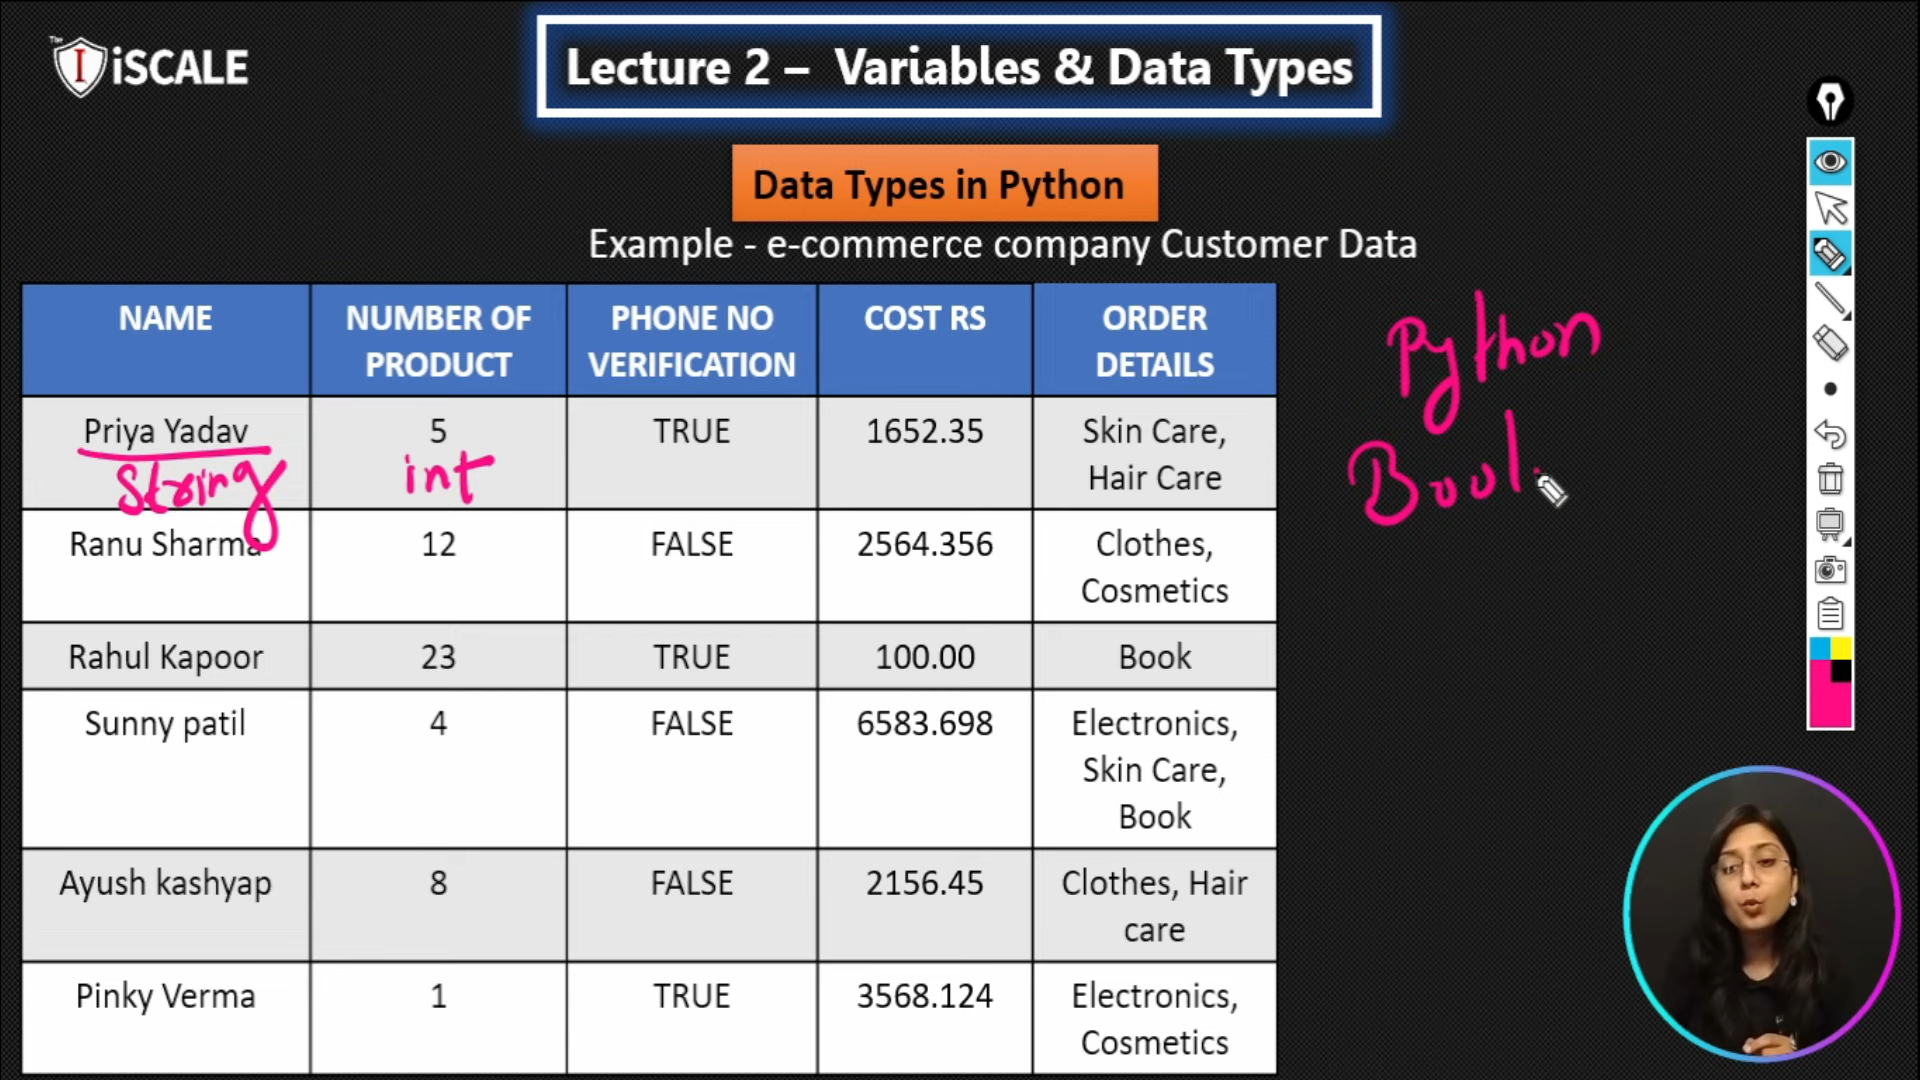 The
I iSCALE
Lecture 2 – Variables & Data Types
Data Types in Python
Example - e-commerce company Customer Data
NAME
NUMBER OF
PRODUCT
PHONE NO
VERIFICATION
COST RS
ORDER
DETAILS
Priya Yadav
String
5
int
TRUE
1652.35
Skin Care,
Hair Care
Ranu Sharma
12
FALSE
2564.356
Clothes,
Cosmetics
Rahul Kapoor
23
TRUE
100.00
Book
Sunny patil
4
FALSE
6583.698
Electronics,
Skin Care,
Book
Ayush kashyap
8
FALSE
2156.45
Clothes, Hair
care
Pinky Verma
1
TRUE
3568.124
Electronics,
Cosmetics
Python
Bool